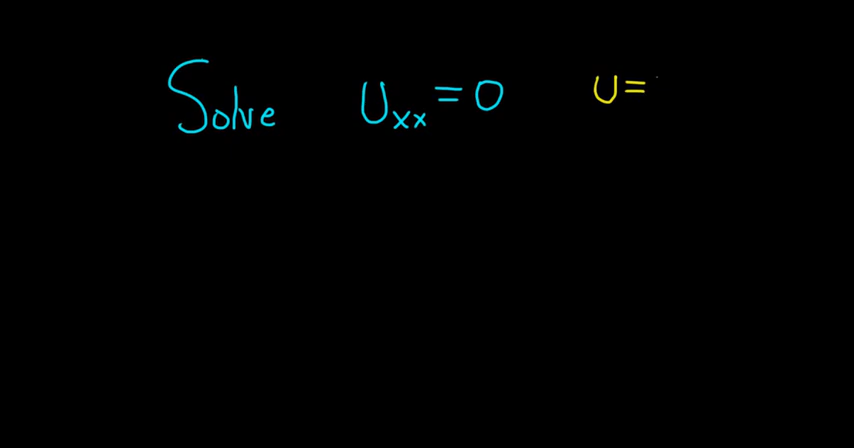 Solve Uxx = 0 U =